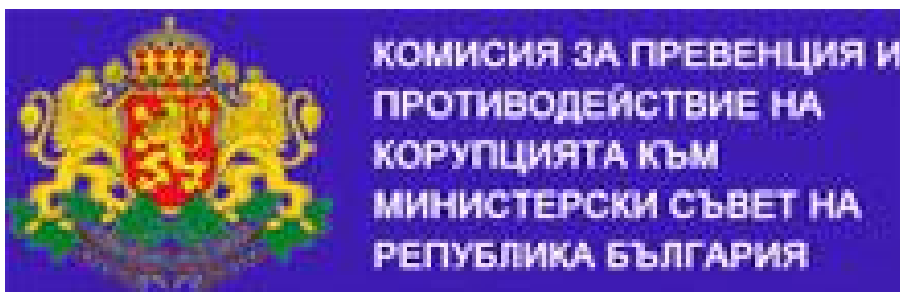 КОМИСИЯ ЗА ПРЕВЕНЦИЯ И
ПРОТИВОДЕЙСТВИЕ НА
КОРУПЦИЯТА КЪМ
МИНИСТЕРСКИ СЪВЕТ НА
РЕПУБЛИКА БЪЛГАРИЯ